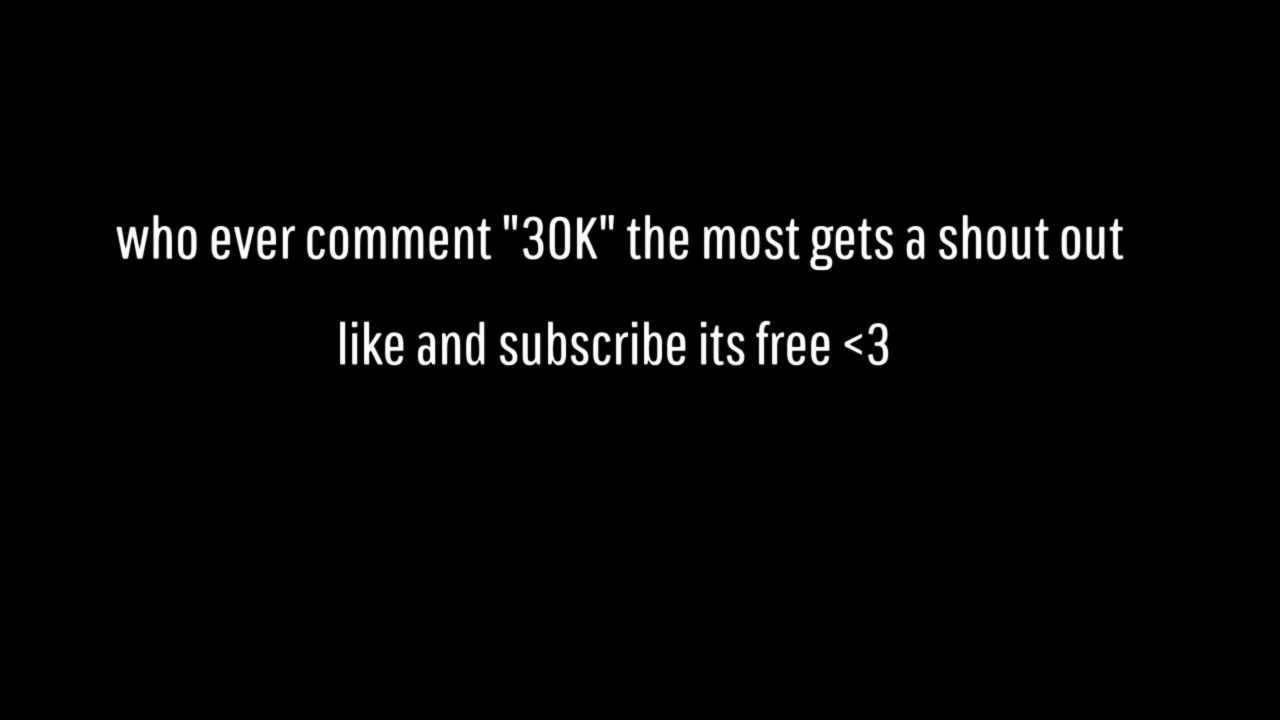 who ever comment "30K" the most gets a shout out
like and subscribe its free <3